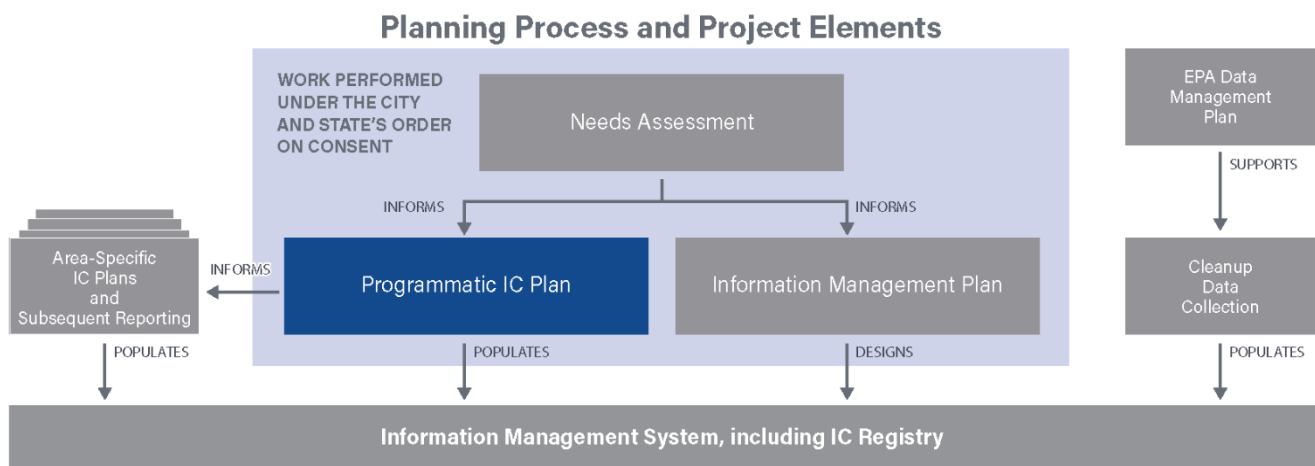 Planning Process and Project Elements
WORK PERFORMED
UNDER THE CITY
AND STATE'S ORDER
ON CONSENT
Needs Assessment
EPA Data
Management
Plan
SUPPORTS
INFORMS
INFORMS
Area-Specific
IC Plans
and
Subsequent Reporting
INFORMS
Programmatic IC Plan
Information Management Plan
Cleanup
Data
Collection
POPULATES
POPULATES
DESIGNS
POPULATES
Information Management System, including IC Registry